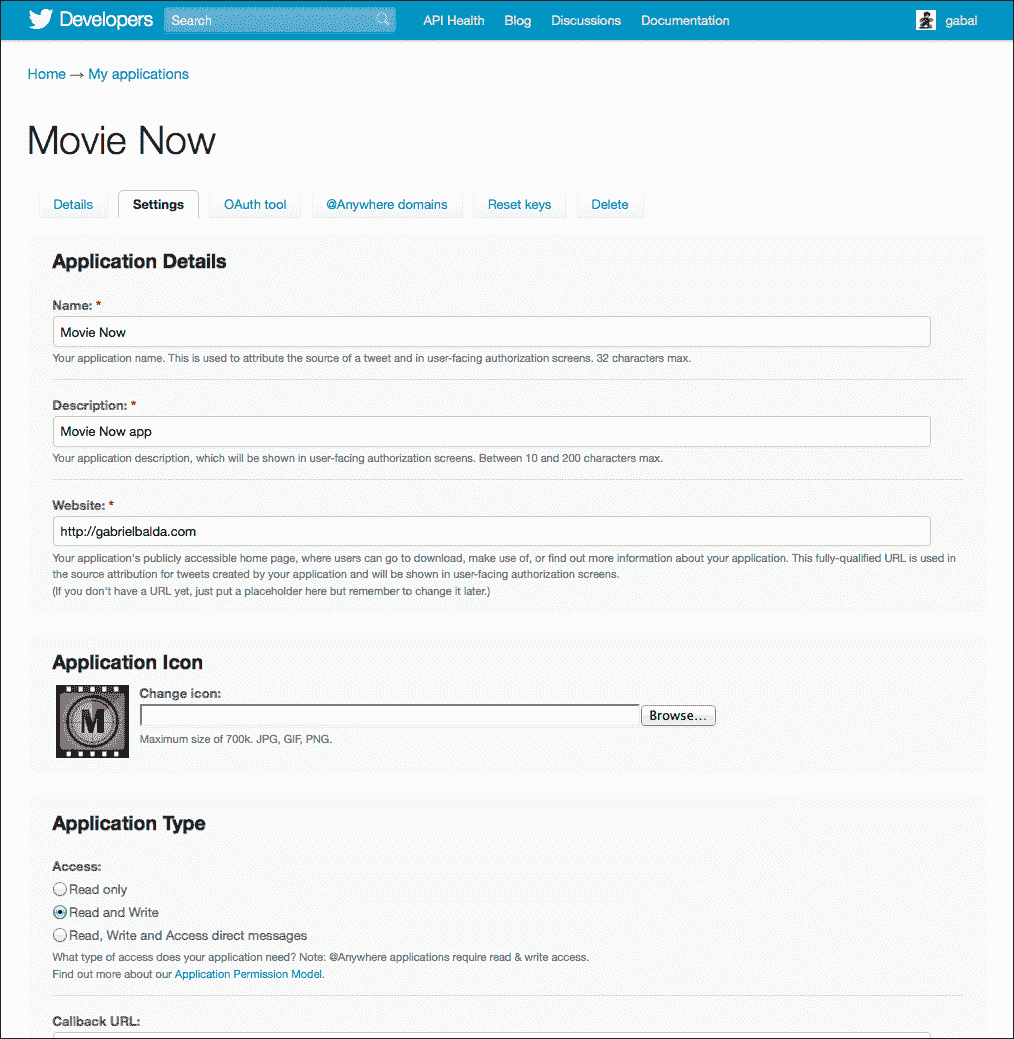 Developers Search API Health Blog Discussions Documentation gabal
Home → My applications
Movie Now
Details Settings OAuth tool @Anywhere domains Reset keys Delete
Application Details
Name: *
Movie Now
Your application name. This is used to attribute the source of a tweet and in user-facing authorization screens. 32 characters max.
Description: *
Movie Now app
Your application description, which will be shown in user-facing authorization screens. Between 10 and 200 characters max.
Website: *
http://gabrielbalda.com
Your application's publicly accessible home page, where users can go to download, make use of, or find out more information about your application. This fully-qualified URL is used in
the source attribution for tweets created by your application and will be shown in user-facing authorization screens.
(If you don't have a URL yet, just put a placeholder here but remember to change it later.)
Application Icon
M
Change icon:
Browse...
Maximum size of 700k. JPG, GIF, PNG.
Application Type
Access:
Read only
Read and Write
Read, Write and Access direct messages
What type of access does your application need? Note: @Anywhere applications require read & write access.
Find out more about our Application Permission Model.
Callback URL: